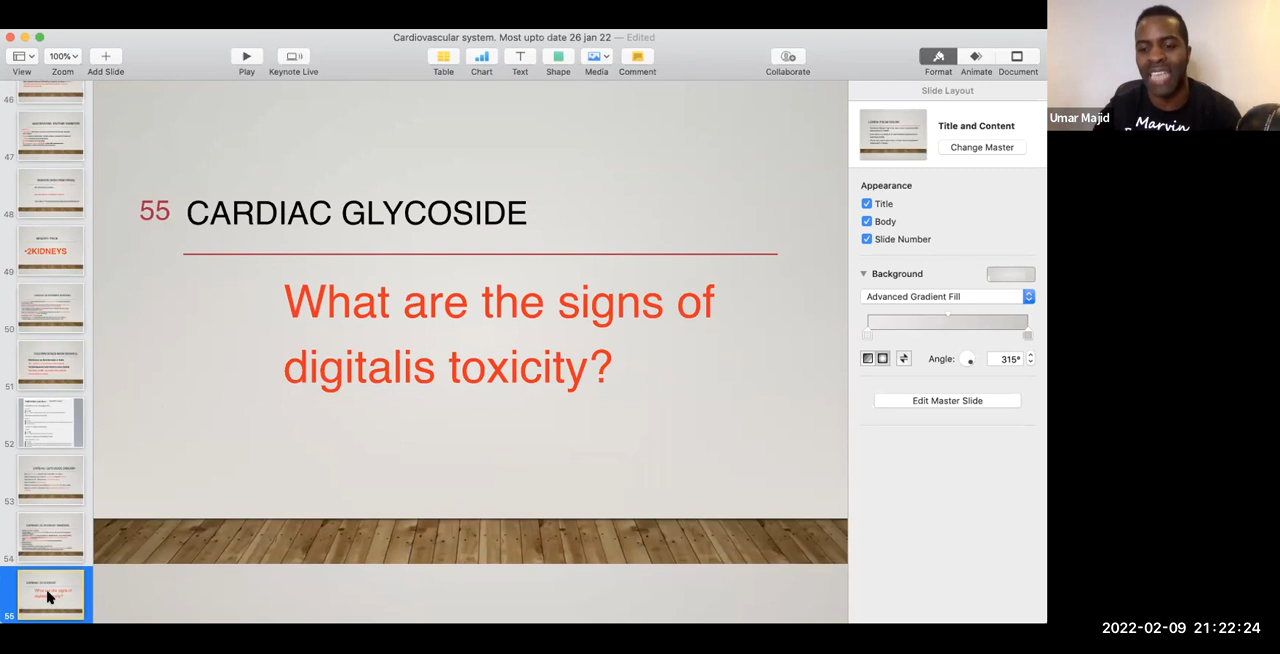 Cardiovascular system. Most upto date 26 jan 22 — Edited
100%
View
Zoom
Add Slide
Play
Keynote Live
Table
Chart
Text
Shape
Media
Comment
Collaborate
Format
Animate
Document
46
47
48
•2KIDNEYS
49
50
51
52
53
54
55
55 CARDIAC GLYCOSIDE
What are the signs of
digitalis toxicity?
Slide Layout
Title and Content
Change Master
Appearance
Title
Body
Slide Number
Background
Advanced Gradient Fill
Angle:
315°
Edit Master Slide
Umar Majid
Marvin
2022-02-09 21:22:24